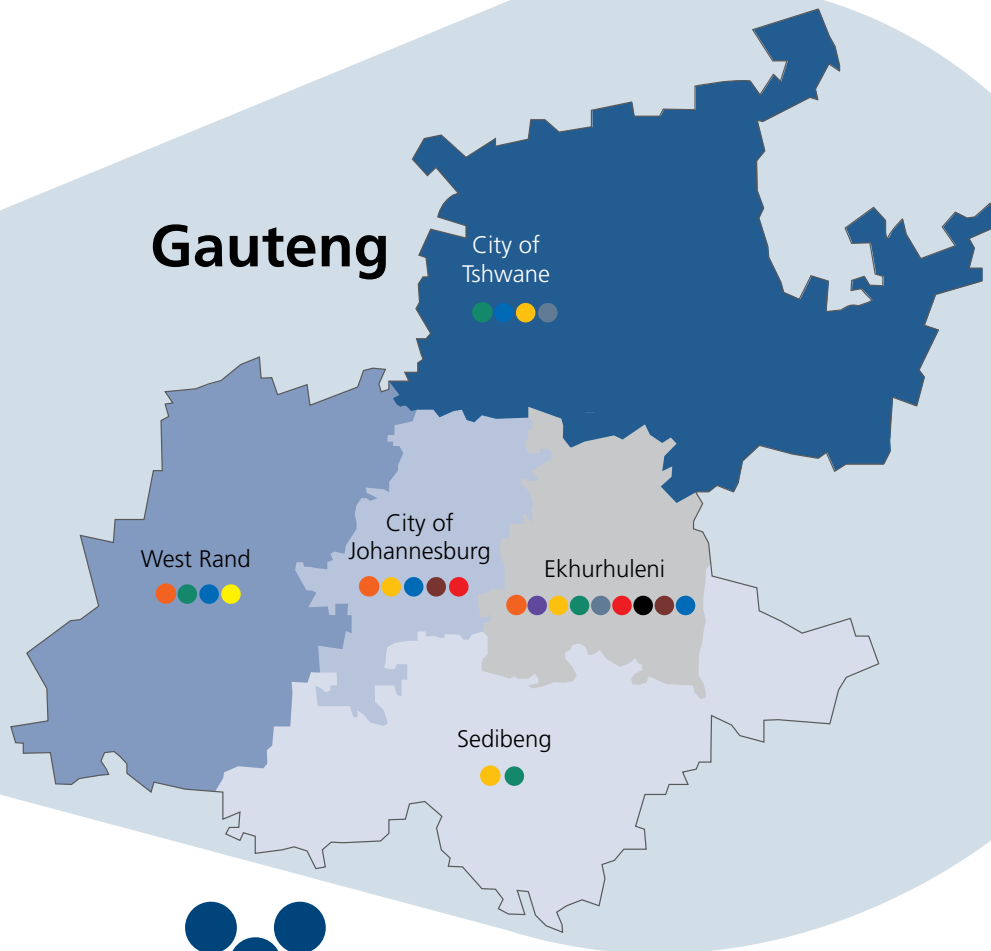 Gauteng
City of
Tshwane
West Rand
City of
Johannesburg
Ekhurhuleni
Sedibeng